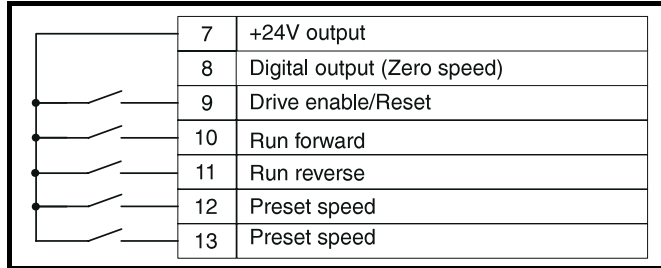 7 +24V output
8 Digital output (Zero speed)
9 Drive enable/Reset
10 Run forward
11 Run reverse
12 Preset speed
13 Preset speed